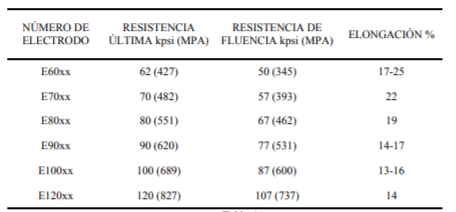 NÚMERO DE ELECTRODO RESISTENCIA ÚLTIMA kpsi (MPA) RESISTENCIA DE FLUENCIA kpsi (MPA) ELONGACIÓN %
E60xx 62 (427) 50 (345) 17-25
E70xx 70 (482) 57 (393) 22
E80xx 80 (551) 67 (462) 19
E90xx 90 (620) 77 (531) 14-17
E100xx 100 (689) 87 (600) 13-16
E120xx 120 (827) 107 (737) 14